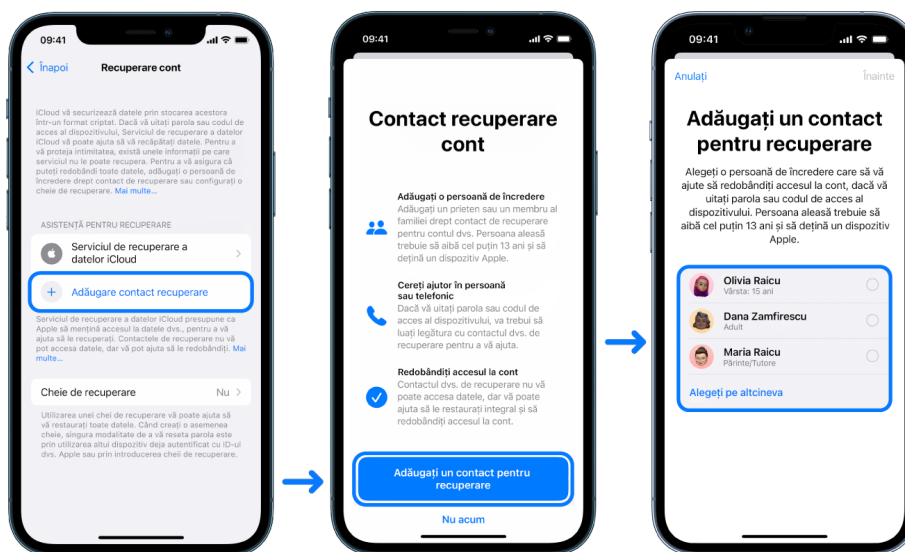 09:41
Înapoi
Recuperare cont
iCloud vă securizează datele prin stocarea acestora
într-un format criptat. Dacă vă uitați parola sau codul de
acces al dispozitivului, Serviciul de recuperare a datelor
iCloud vă poate ajuta să vă recăpătați datele. Pentru a
vă proteja intimitatea, există unele informații pe care
serviciul nu le poate recupera. Pentru a vă asigura că
puteți redobândi toate datele, adăugați o persoană de
încredere drept contact de recuperare sau configurați o
cheie de recuperare. Mai multe...
ASISTENȚĂ PENTRU RECUPERARE
Serviciul de recuperare a
datelor iCloud
Adăugare contact recuperare
Serviciul de recuperare a datelor iCloud presupune ca
Apple să mențină accesul la datele dvs., pentru a vă
ajuta să le recuperați. Contactele de recuperare nu vă
pot accesa datele, dar vă pot ajuta să le redobândiți. Mai
multe...
Cheie de recuperare
Nu
Utilizarea unei chei de recuperare vă poate ajuta să
vă restaurați toate datele. Când creați o asemenea
cheie, singura modalitate de a vă reseta parola este
prin utilizarea altui dispozitiv deja autentificat cu ID-ul
dvs. Apple sau prin introducerea cheii de recuperare.
09:41
Contact recuperare
cont
Adăugați o persoană de încredere
Adăugați un prieten sau un membru al
familiei drept contact de recuperare
pentru contul dvs. Persoana aleasă
trebuie să aibă cel puțin 13 ani și să
dețină un dispozitiv Apple.
Cereți ajutor în persoană
sau telefonic
Dacă vă uitați parola sau codul de
acces al dispozitivului, va trebui să
luați legătura cu contactul dvs. de
recuperare pentru a vă ajuta.
Redobândiți accesul la cont
Contactul dvs. de recuperare nu vă
poate accesa datele, dar vă poate
ajuta să le restaurați integral și să
redobândiți accesul la cont.
Adăugați un contact pentru
recuperare
Nu acum
09:41
Anulați
Înainte
Adăugați un contact
pentru recuperare
Alegeți o persoană de încredere care să vă
ajute să redobândiți accesul la cont, dacă vă
uitați parola sau codul de acces al
dispozitivului. Persoana aleasă trebuie să
aibă cel puțin 13 ani și să dețină un dispozitiv
Apple.
Olivia Raicu
Vârsta: 15 ani
Dana Zamfirescu
Adult
Maria Raicu
Părinte/Tutore
Alegeți pe altcineva